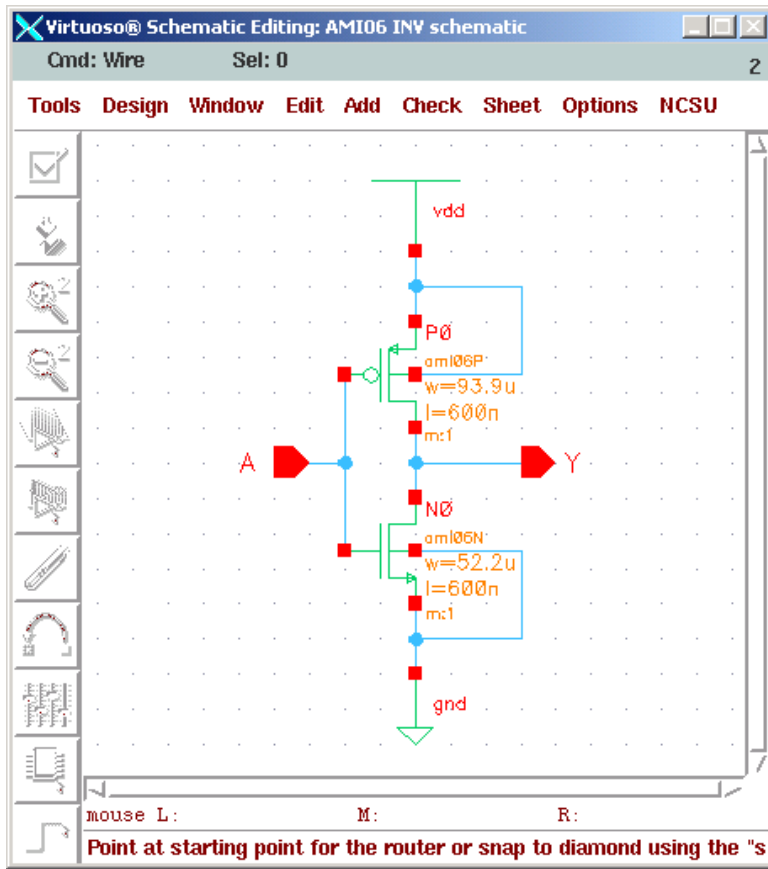 Virtuoso® Schematic Editing: AMI06 INV schematic
Cmd: Wire Sel: 0 2
Tools Design Window Edit Add Check Sheet Options NCSU
vdd
PØ
ami06P
w=93.9u
l=600n
m:1
A
Y
NØ
ami06N
w=52.2u
l=600n
m:1
gnd
mouse L: M: R:
Point at starting point for the router or snap to diamond using the "s